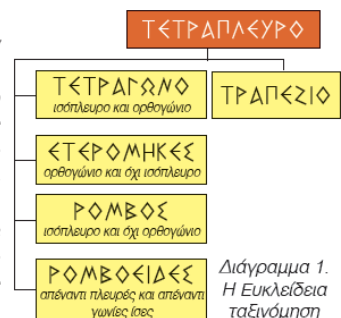 ΤΕΤΡΑΠΛΕΥΡΟ
ΤΕΤΡΑΓΩΝΟ
ισόπλευρο και ορθογώνιο
ΤΡΑΠΕΖΙΟ
ΕΤΕΡΟΜΗΚΕΣ
ορθογώνιο και όχι ισόπλευρο
ΡΟΜΒΟΣ
ισόπλευρο και όχι ορθογώνιο
ΡΟΜΒΟΕΙΔΕΣ
απέναντι πλευρές και απέναντι
γωνίες ίσες
Διάγραμμα 1.
Η Ευκλείδεια
ταξινόμηση